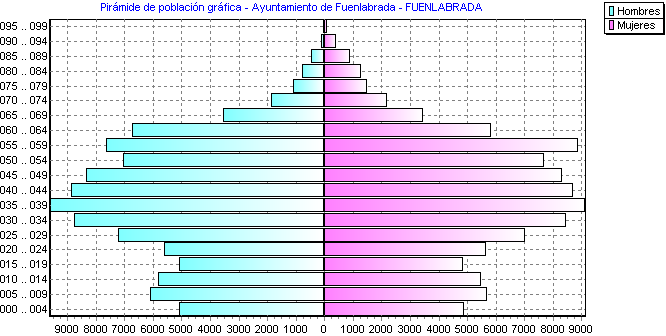 Pirámide de población gráfica - Ayuntamiento de Fuenlabrada - FUENLABRADA
Hombres
Mujeres
095 .. 099
090 .. 094
085 .. 089
080 .. 084
075 .. 079
070 .. 074
065 .. 069
060 .. 064
055 .. 059
050 .. 054
045 .. 049
040 .. 044
035 .. 039
030 .. 034
025 .. 029
020 .. 024
015 .. 019
010 .. 014
005 .. 009
000 .. 004
9000 8000 7000 6000 5000 4000 3000 2000 1000 0 1000 2000 3000 4000 5000 6000 7000 8000 9000